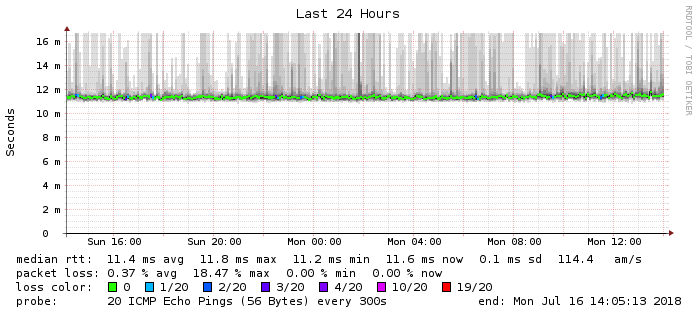 Last 24 Hours
RRDTOOL / TOBI OETIKER
Seconds
16 m
14 m
12 m
10 m
8 m
6 m
4 m
2 m
0
Sun 16:00 Sun 20:00 Mon 00:00 Mon 04:00 Mon 08:00 Mon 12:00
median rtt: 11.4 ms avg 11.8 ms max 11.2 ms min 11.6 ms now 0.1 ms sd 114.4 am/s
packet loss: 0.37 % avg 18.47 % max 0.00 % min 0.00 % now
loss color: 0 1/20 2/20 3/20 4/20 10/20 19/20
probe: 20 ICMP Echo Pings (56 Bytes) every 300s end: Mon Jul 16 14:05:13 2018